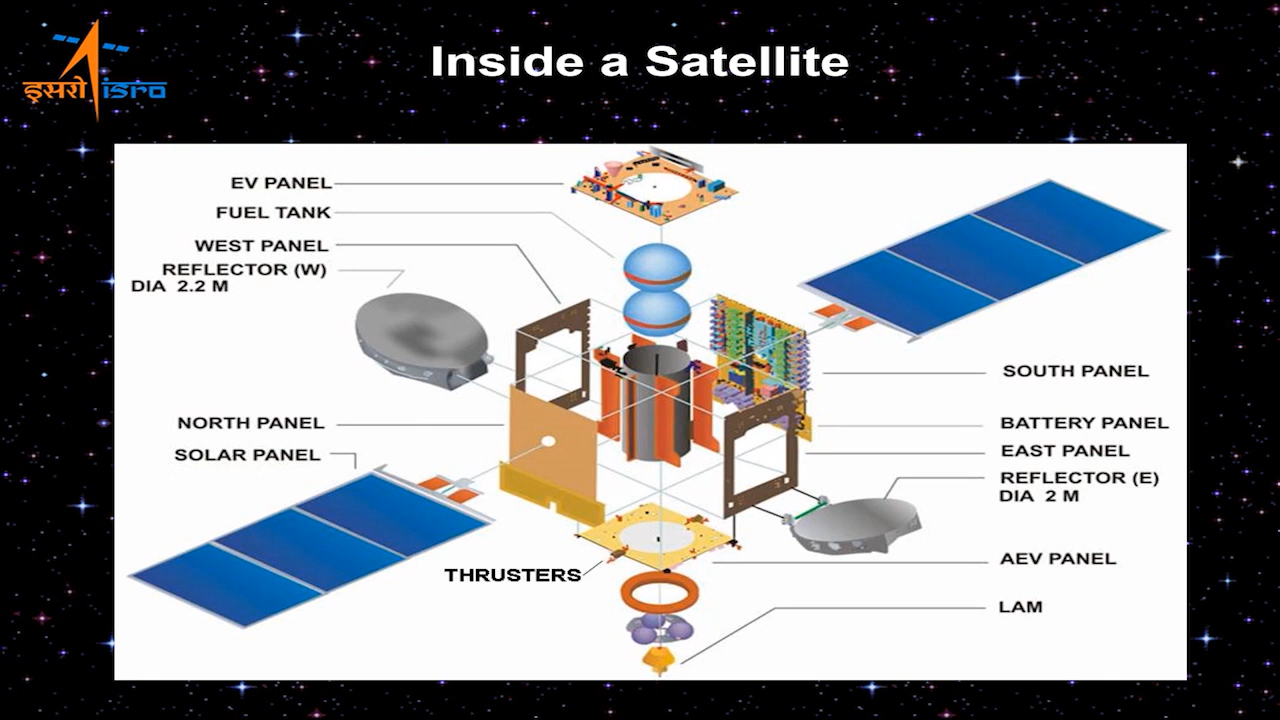 इसरो isro
Inside a Satellite
EV PANEL
FUEL TANK
WEST PANEL
REFLECTOR (W)
DIA 2.2 M
NORTH PANEL
SOLAR PANEL
THRUSTERS
SOUTH PANEL
BATTERY PANEL
EAST PANEL
REFLECTOR (E)
DIA 2 M
AEV PANEL
LAM